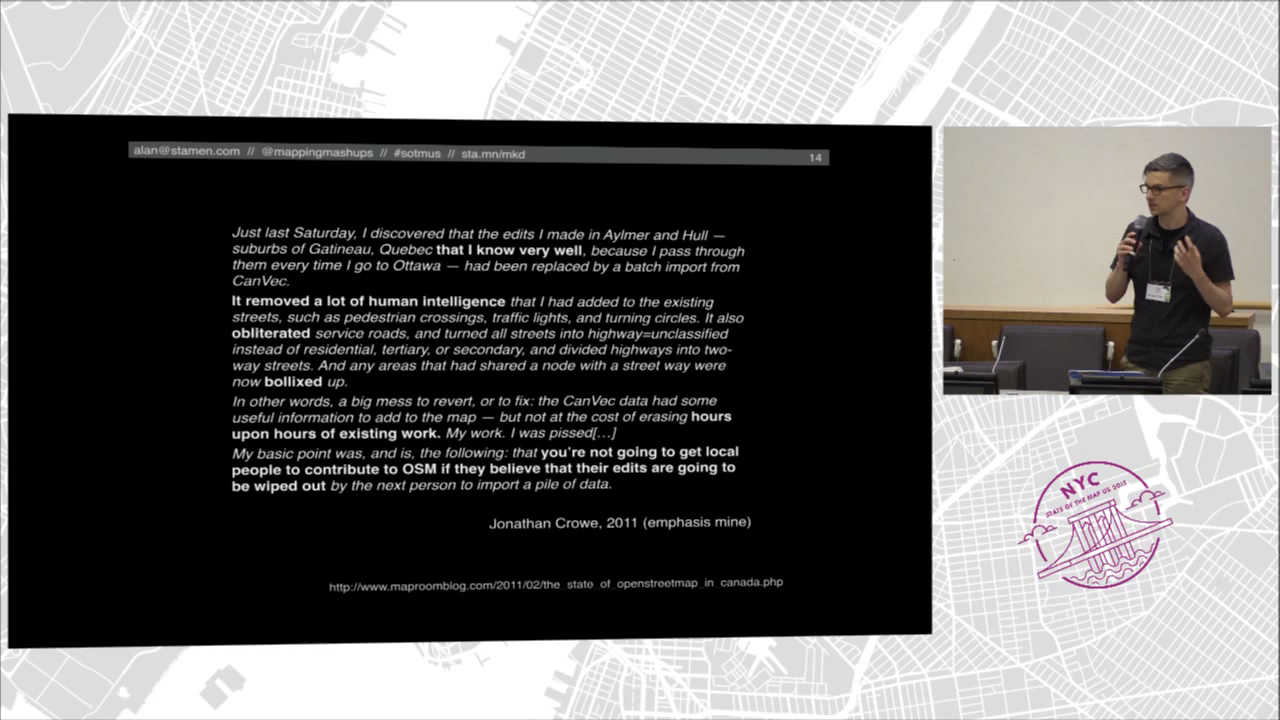 alan@stamen.com // @mappingmashups // #sotmus // sta.mn/mkd 14
Just last Saturday, I discovered that the edits I made in Aylmer and Hull —
suburbs of Gatineau, Quebec that I know very well, because I pass through
them every time I go to Ottawa — had been replaced by a batch import from
CanVec.
It removed a lot of human intelligence that I had added to the existing
streets, such as pedestrian crossings, traffic lights, and turning circles. It also
obliterated service roads, and turned all streets into highway=unclassified
instead of residential, tertiary, or secondary, and divided highways into two-
way streets. And any areas that had shared a node with a street way were
now bollixed up.
In other words, a big mess to revert, or to fix: the CanVec data had some
useful information to add to the map — but not at the cost of erasing hours
upon hours of existing work. My work. I was pissed[…]
My basic point was, and is, the following: that you're not going to get local
people to contribute to OSM if they believe that their edits are going to
be wiped out by the next person to import a pile of data.
Jonathan Crowe, 2011 (emphasis mine)
http://www.maproomblog.com/2011/02/the_state_of_openstreetmap_in_canada.php
NYC
STATE OF THE MAP US 2015